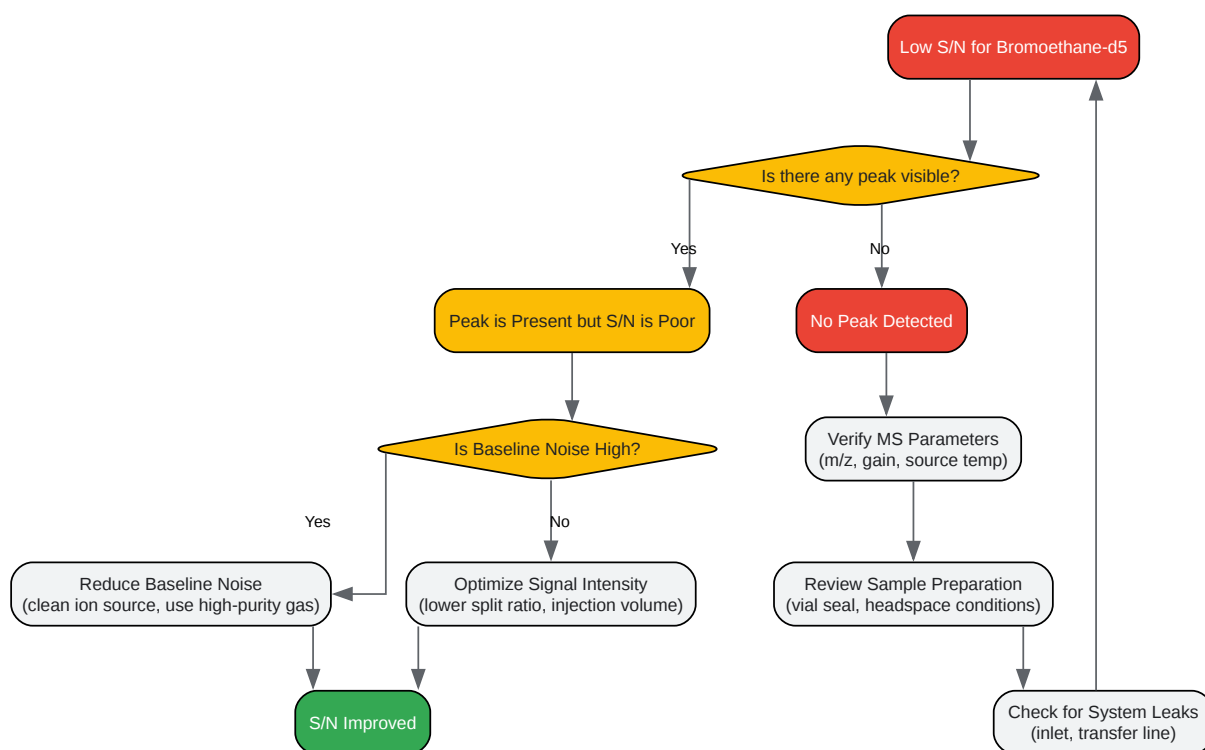 Low S/N for Bromoethane-d5
Is there any peak visible?
Yes
No
Peak is Present but S/N is Poor
No Peak Detected
Is Baseline Noise High?
Verify MS Parameters
(m/z, gain, source temp)
Yes
No
Reduce Baseline Noise
(clean ion source, use high-purity gas)
Optimize Signal Intensity
(lower split ratio, injection volume)
Review Sample Preparation
(vial seal, headspace conditions)
S/N Improved
Check for System Leaks
(inlet, transfer line)